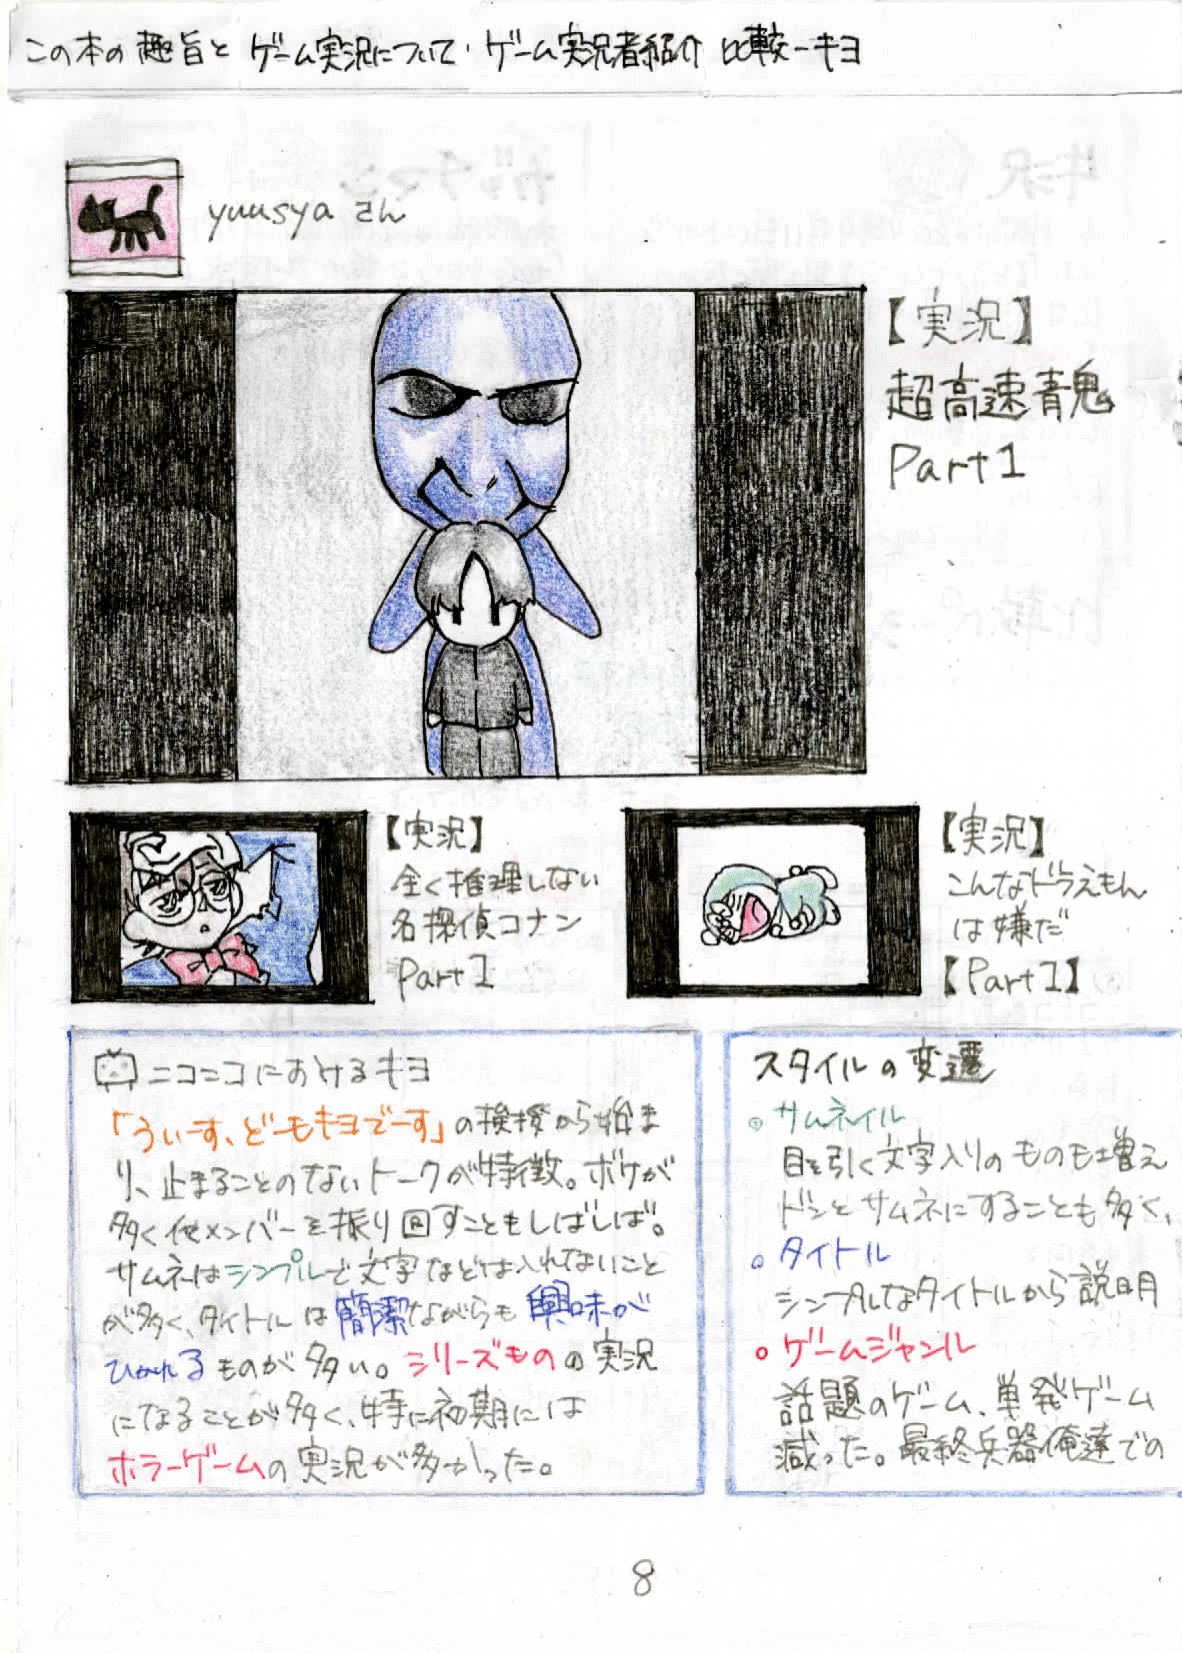 この本の趣旨と ゲーム実況について・ゲーム実況者紹介 比較ーキヨ
yuusya さん
【実況】
超高速青鬼
Part1
【実況】
全く推理しない
名探偵コナン
Part1
【実況】
こんなドラえもん
は嫌だ
【Part1】
ニコニコにおけるキヨ
「うぃーす、どーもキヨでーす」の挨拶から始ま
り、止まることのないトークが特徴。ボケが
多く他メンバーを振り回すこともしばしば。
サムネはシンプルで文字などは入れないこと
が多く、タイトルは簡潔ながらも興味が
ひかれるものが多い。シリーズものの実況
になることが多く、特に初期には
ホラーゲームの実況が多かった。
スタイルの変遷
サムネイル
目を引く文字入りのものも増え
ドンとサムネにすることも多く、
タイトル
シンプルなタイトルから説明
ゲームジャンル
話題のゲーム、単発ゲーム
減った。最終兵器俺達での
8